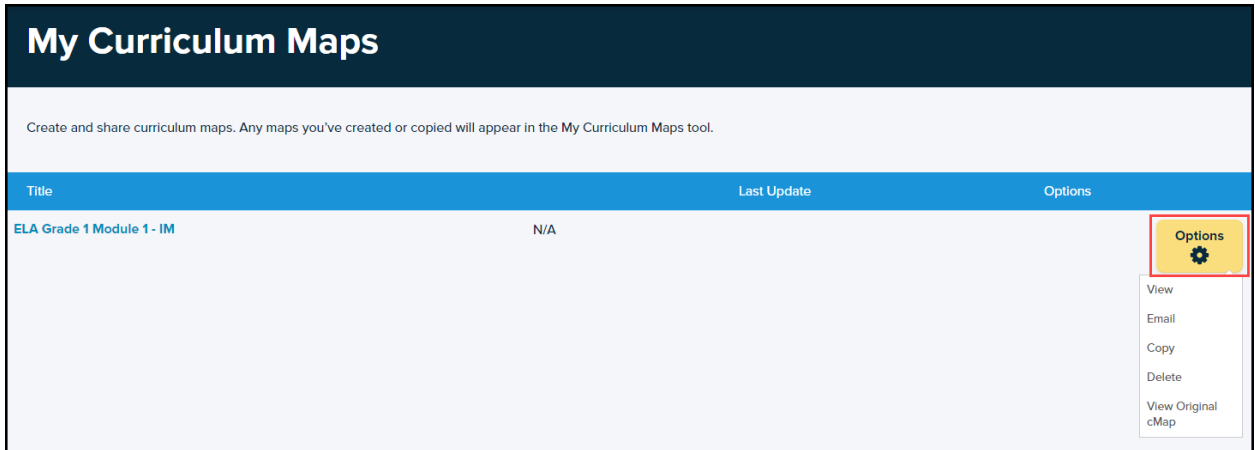 My Curriculum Maps
Create and share curriculum maps. Any maps you've created or copied will appear in the My Curriculum Maps tool.
Title Last Update Options
ELA Grade 1 Module 1 - IM N/A
Options
View
Email
Copy
Delete
View Original
cMap